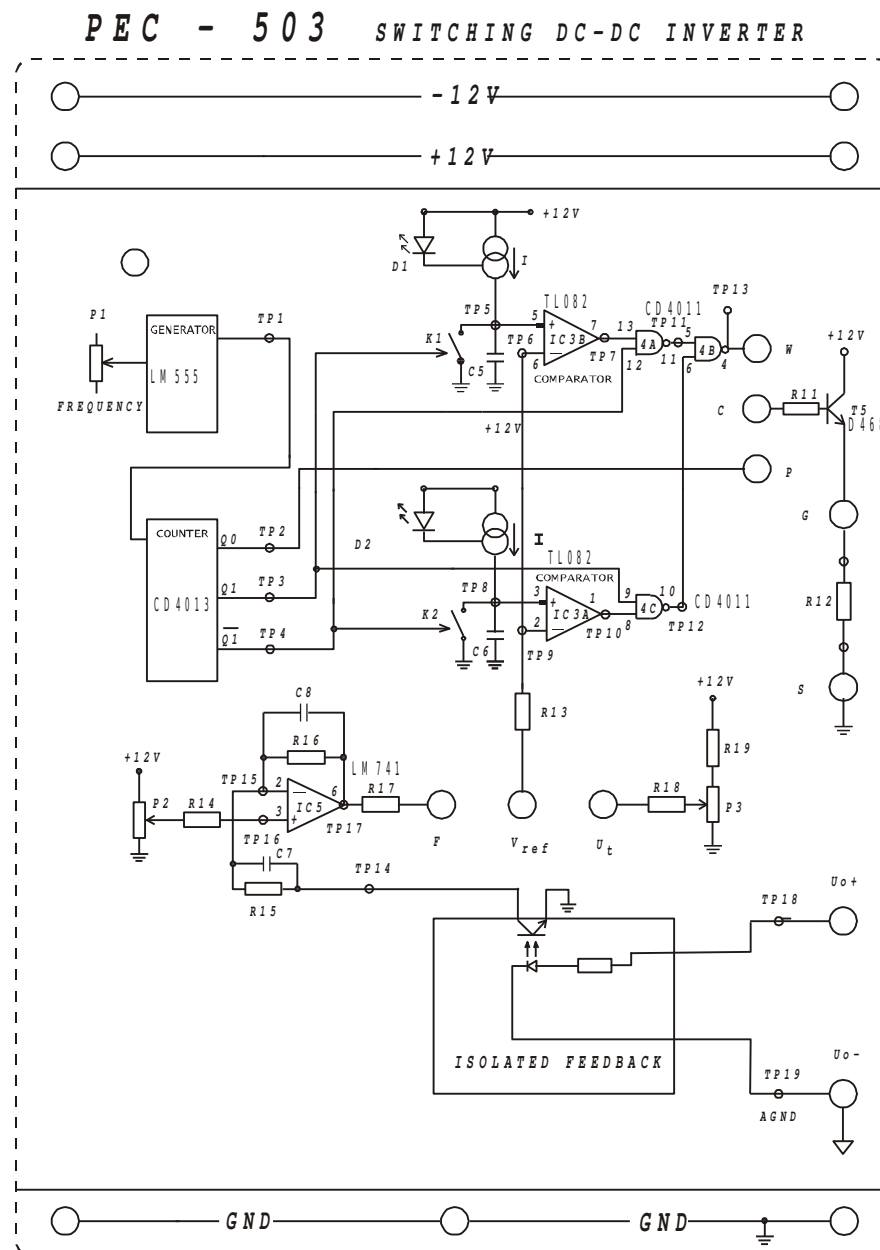 PEC - 503 SWITCHING DC-DC INVERTER
-12V
+12V
+12V
D1
I
TP5
TL082
TP13
P1
GENERATOR
TP1
K1
TP6
5
+
7
13
CD4011
TP11
5
+12V
LM555
C5
6
IC3B
TP7
12
4A
11
6
4B
4
W
COMPARATOR
FREQUENCY
R11
C
T5
+12V
P
G
COUNTER
Q0
TP2
D2
I
TL082
COMPARATOR
CD4013
Q1
TP3
TP8
3
+
1
9
10
CD4011
R12
K2
2
IC3A
TP10
8
4C
TP12
Q1
TP4
C6
TP9
+12V
S
C8
R13
R19
R16
LM741
+12V
TP15
2
6
R17
R18
P2
R14
3
+
IC5
P3
TP16
TP17
F
Vref
Ut
C7
TP14
R15
TP18
Uo+
ISOLATED FEEDBACK
TP19
Uo-
AGND
GND
GND